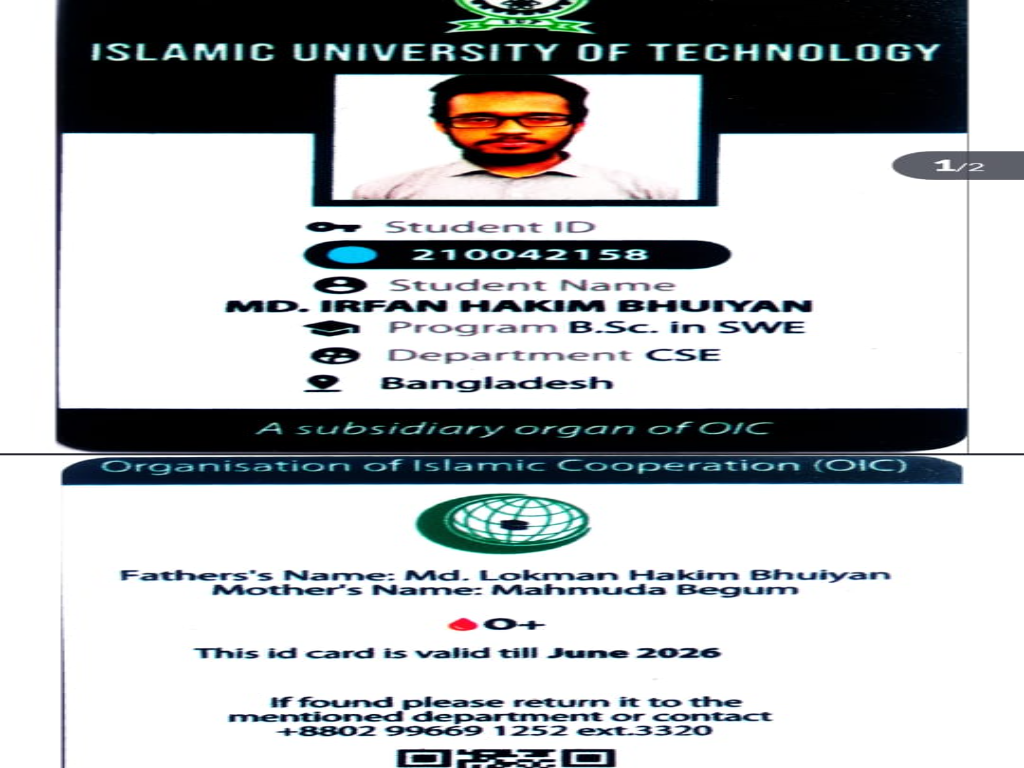 IUT
ISLAMIC UNIVERSITY OF TECHNOLOGY
1/2
Student ID
210042158
Student Name
MD. IRFAN HAKIM BHUIYAN
Program B.Sc. in SWE
Department CSE
Bangladesh
A subsidiary organ of OIC
Organisation of Islamic Cooperation (OIC)
Fathers's Name: Md. Lokman Hakim Bhuiyan
Mother's Name: Mahmuda Begum
O+
This id card is valid till June 2026
If found please return it to the
mentioned department or contact
+8802 99669 1252 ext.3320